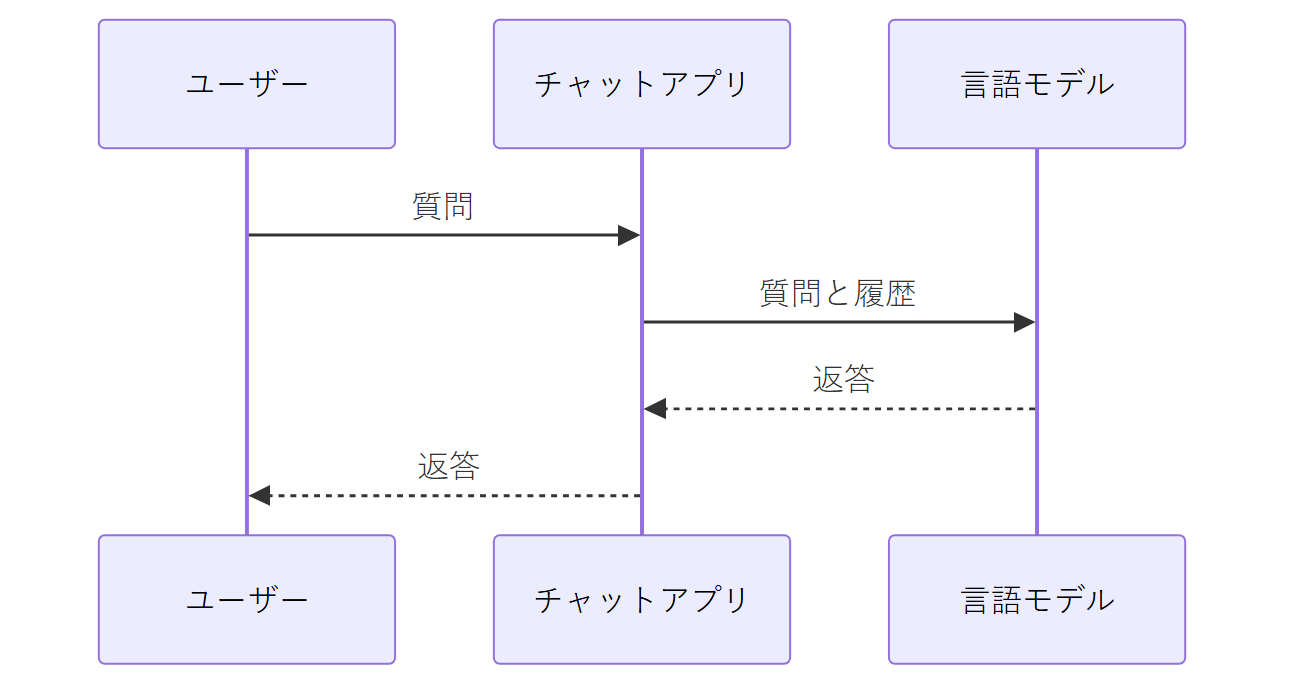 ユーザー
チャットアプリ
言語モデル
質問
質問と履歴
返答
返答
ユーザー
チャットアプリ
言語モデル